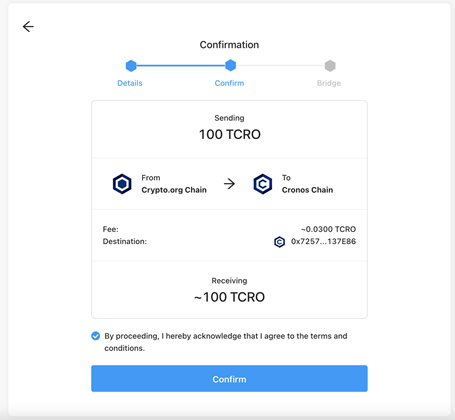 Confirmation
Details
Confirm
Bridge
Sending
100 TCRO
From
Crypto.org Chain
To
Cronos Chain
Fee:
~0.0300 TCRO
Destination:
0x7257...137E86
Receiving
~100 TCRO
By proceeding, I hereby acknowledge that I agree to the terms and
conditions.
Confirm